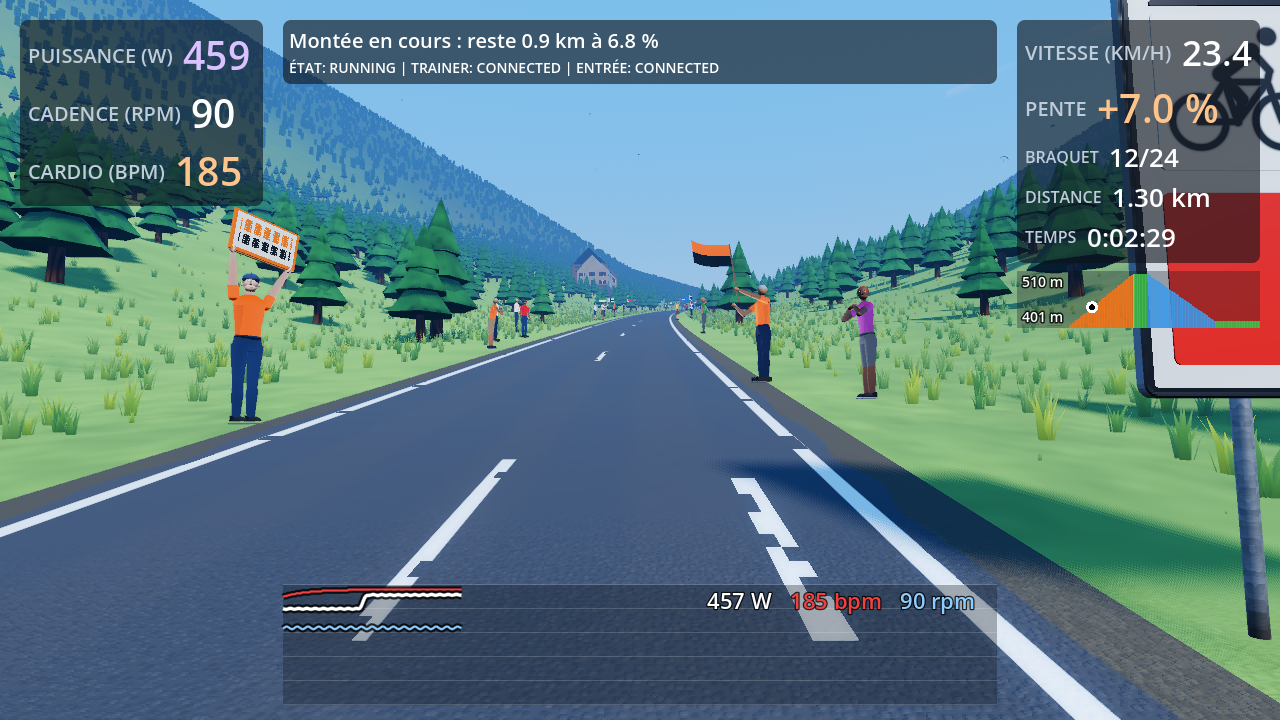 PUISSANCE (W) 459
CADENCE (RPM) 90
CARDIO (BPM) 185
Montée en cours : reste 0.9 km à 6.8 %
ÉTAT: RUNNING | TRAINER: CONNECTED | ENTRÉE: CONNECTED
VITESSE (KM/H) 23.4
PENTE +7.0 %
BRAQUET 12/24
DISTANCE 1.30 km
TEMPS 0:02:29
510 m
401 m
457 W 185 bpm 90 rpm